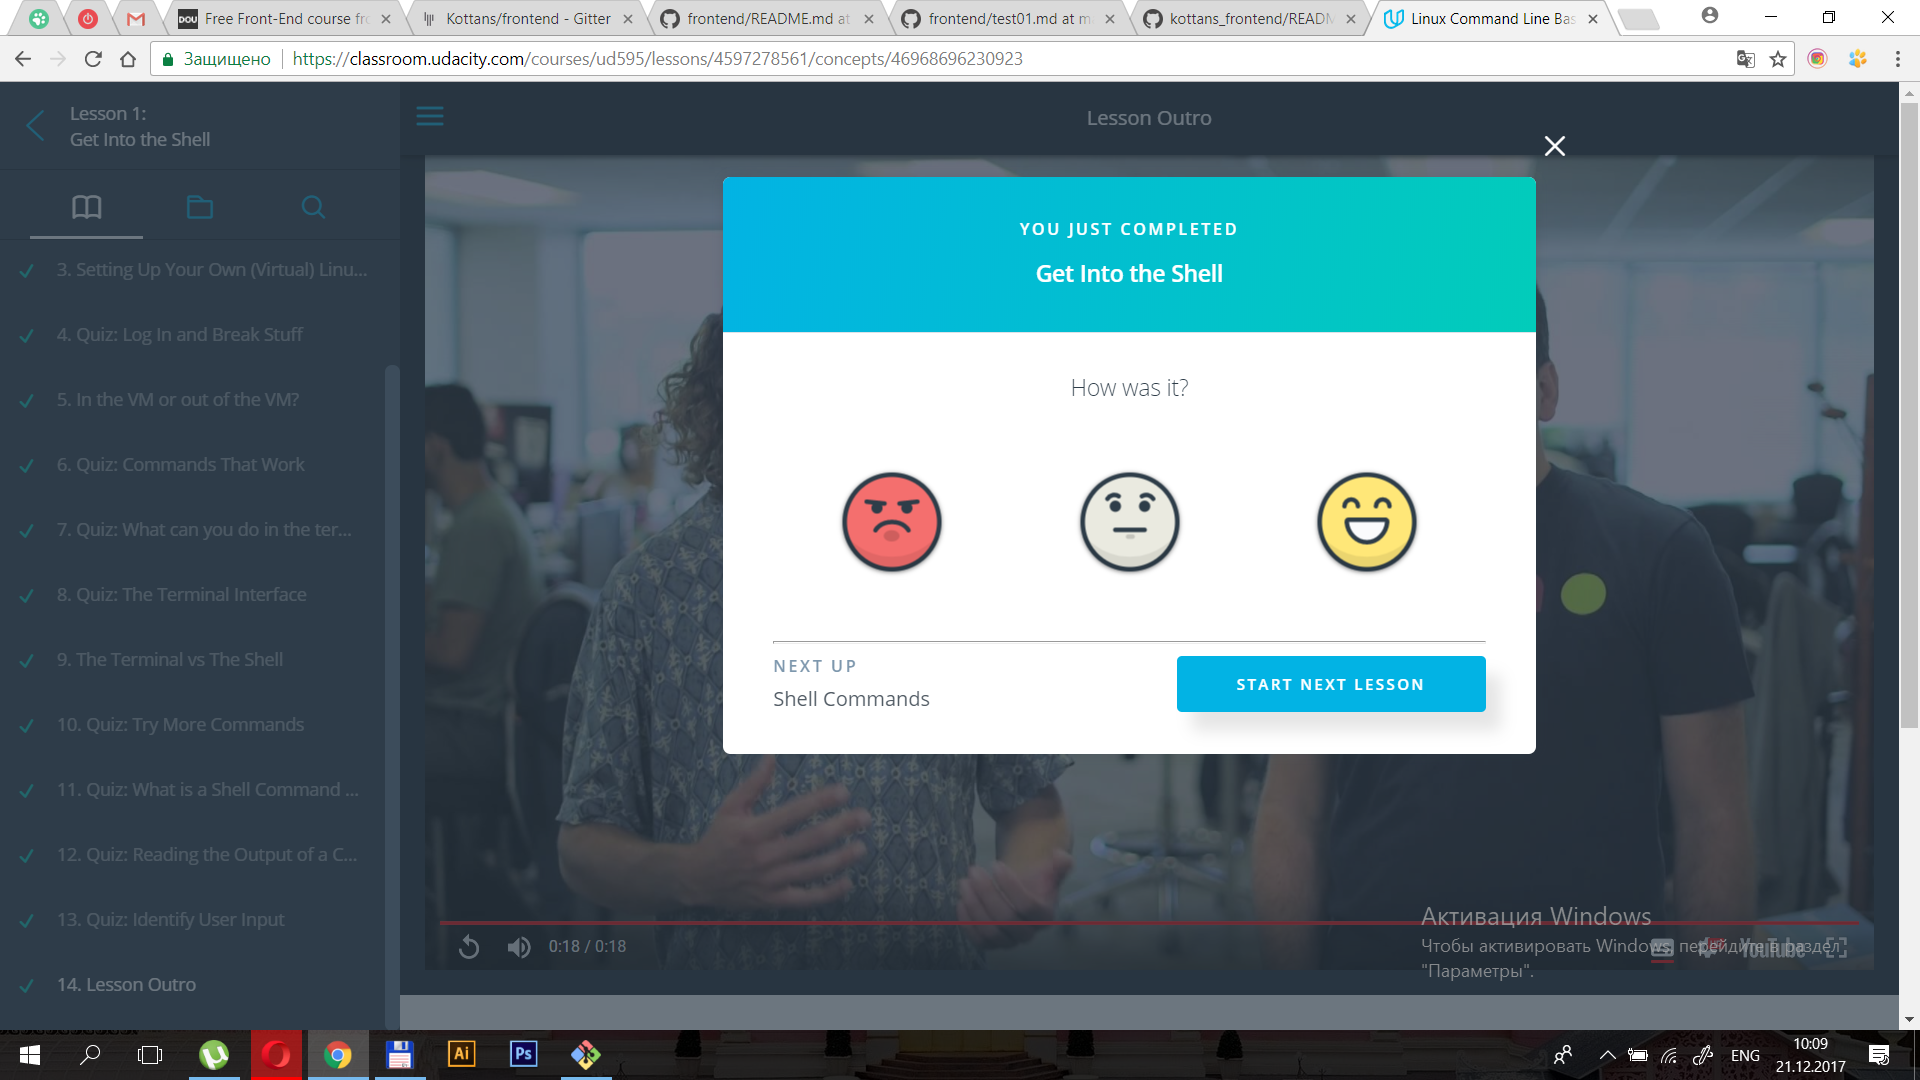 DOU Free Front-End course fr
Kottans/frontend - Gitter
frontend/README.md at
frontend/test01.md at m
kottans_frontend/READM
Linux Command Line Bas
Защищено
https://classroom.udacity.com/courses/ud595/lessons/4597278561/concepts/46968696230923
Lesson 1:
Get Into the Shell
Lesson Outro
3. Setting Up Your Own (Virtual) Linu...
4. Quiz: Log In and Break Stuff
5. In the VM or out of the VM?
6. Quiz: Commands That Work
7. Quiz: What can you do in the ter...
8. Quiz: The Terminal Interface
9. The Terminal vs The Shell
10. Quiz: Try More Commands
11. Quiz: What is a Shell Command ...
12. Quiz: Reading the Output of a C...
13. Quiz: Identify User Input
14. Lesson Outro
YOU JUST COMPLETED
Get Into the Shell
How was it?
NEXT UP
Shell Commands
START NEXT LESSON
0:18 / 0:18
YouTube
Активация Windows
Чтобы активировать Windows, перейдите в раздел
"Параметры".
Ai
Ps
ENG
10:09
21.12.2017